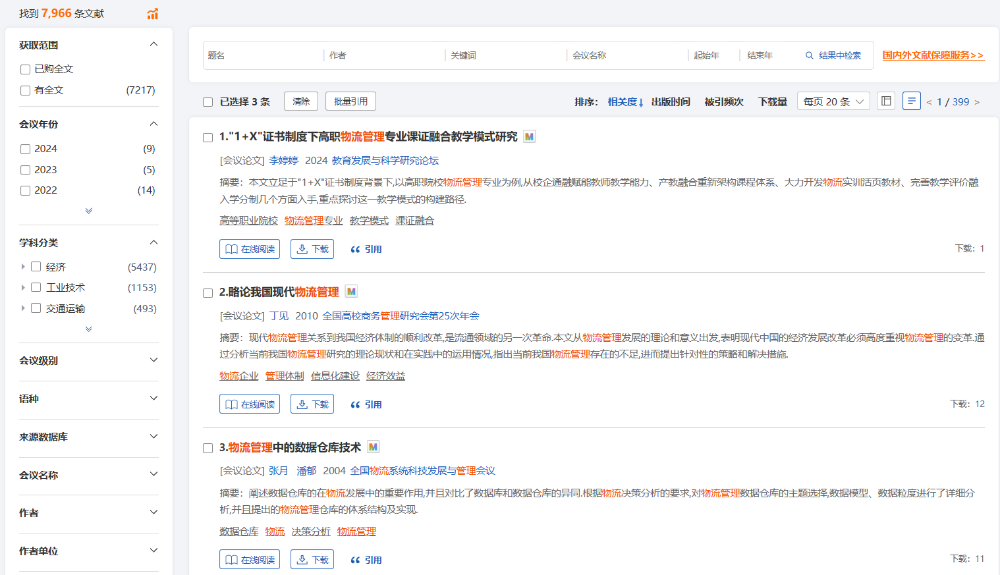 找到 7,966 条文献
获取范围
已购全文
有全文 (7217)
会议年份
2024 (9)
2023 (5)
2022 (14)
学科分类
经济 (5437)
工业技术 (1153)
交通运输 (493)
会议级别
语种
来源数据库
会议名称
作者
作者单位
题名 作者 关键词 会议名称 起始年 结束年 结果中检索 国内外文献保障服务>>
已选择 3 条 清除 批量引用 排序： 相关度↓ 出版时间 被引频次 下载量 每页 20 条 < 1 / 399 >
1."1+X"证书制度下高职物流管理专业课证融合教学模式研究 M
[会议论文] 李婷婷 2024 教育发展与科学研究论坛
摘要：本文立足于"1+X"证书制度背景下,以高职院校物流管理专业为例,从校企通融赋能教师教学能力、产教融合重新架构课程体系、大力开发物流实训活页教材、完善教学评价融
入学分制几个方面入手,重点探讨这一教学模式的构建路径.
高等职业院校 物流管理专业 教学模式 课证融合
在线阅读 下载 引用 下载：1
2.略论我国现代物流管理 M
[会议论文] 丁见 2010 全国高校商务管理研究会第25次年会
摘要：现代物流管理关系到我国经济体制的顺利改革,是流通领域的另一次革命.本文从物流管理发展的理论和意义出发,表明现代中国的经济发展改革必须高度重视物流管理的变革.通
过分析当前我国物流管理研究的理论现状和在实践中的运用情况,指出当前我国物流管理存在的不足,进而提出针对性的策略和解决措施.
物流企业 管理体制 信息化建设 经济效益
在线阅读 下载 引用 下载：12
3.物流管理中的数据仓库技术 M
[会议论文] 张月 潘郁 2004 全国物流系统科技发展与管理会议
摘要：阐述数据仓库的在物流发展中的重要作用,并且对比了数据库和数据仓库的异同.根据物流决策分析的要求,对物流管理数据仓库的主题选择,数据模型、数据粒度进行了详细分
析,并且提出的物流管理仓库的体系结构及实现.
数据仓库 物流 决策分析 物流管理
在线阅读 下载 引用 下载：11